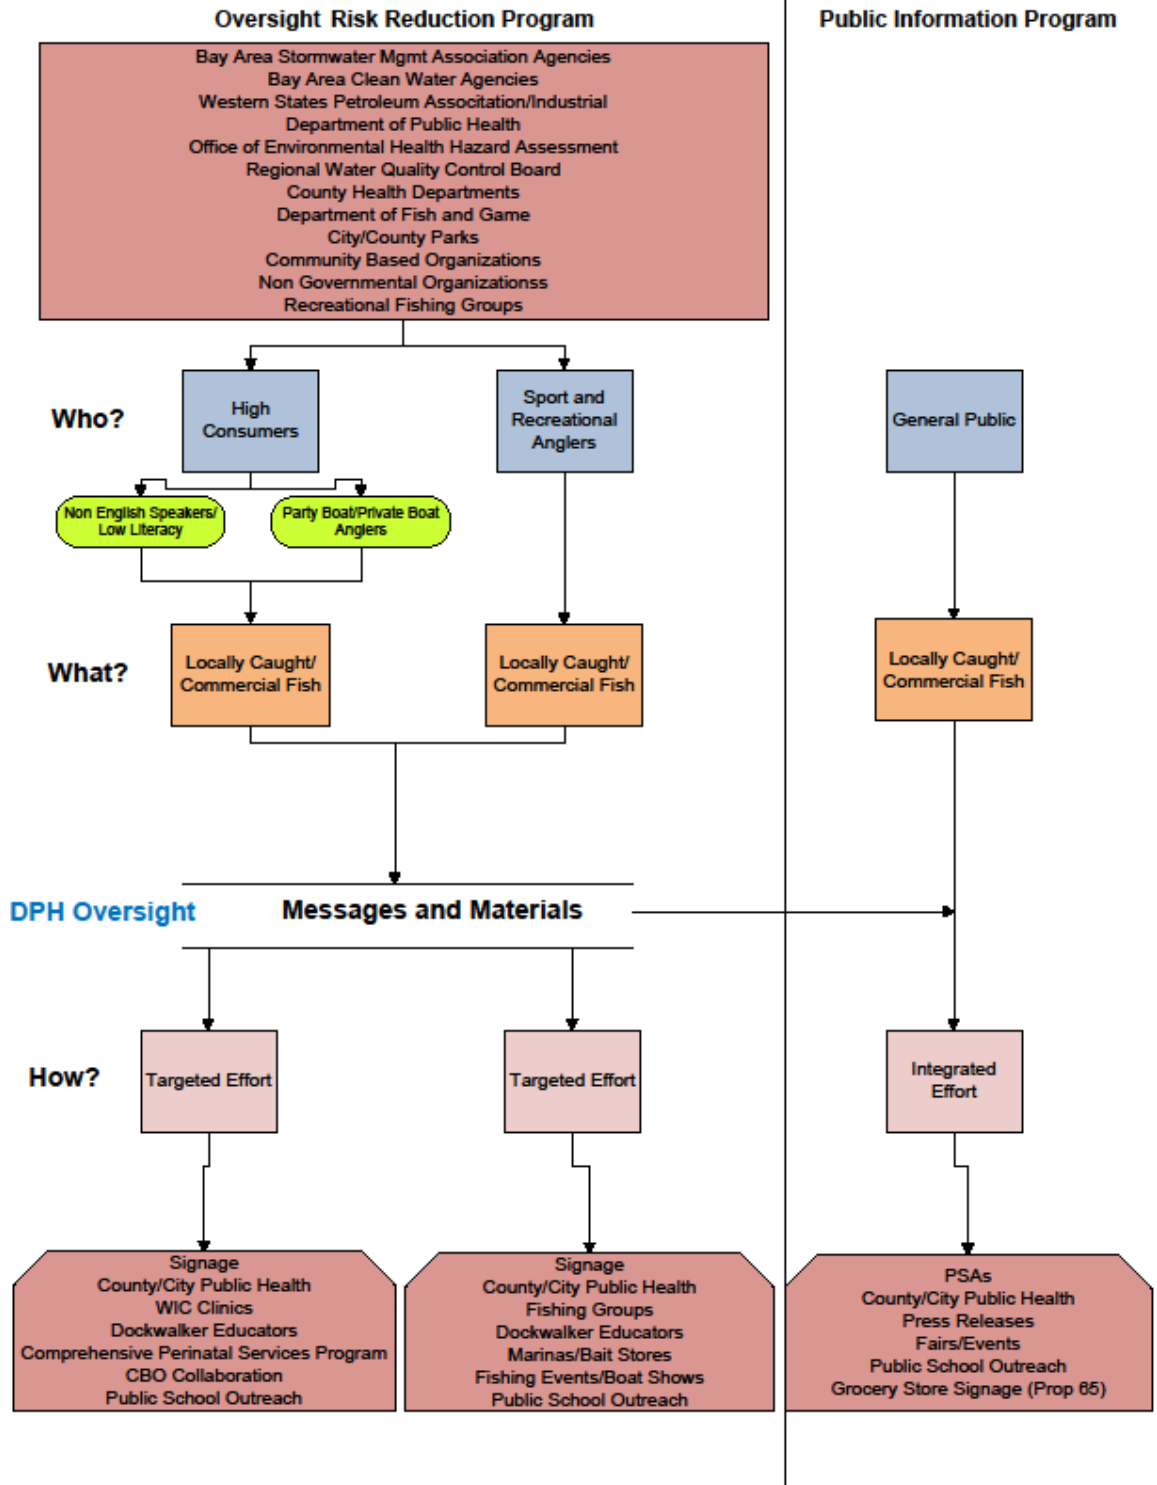 Oversight Risk Reduction Program
Public Information Program
Bay Area Stormwater Mgmt Association Agencies
Bay Area Clean Water Agencies
Western States Petroleum Associtation/Industrial
Department of Public Health
Office of Environmental Health Hazard Assessment
Regional Water Quality Control Board
County Health Departments
Department of Fish and Game
City/County Parks
Community Based Organizations
Non Governmental Organizationss
Recreational Fishing Groups
Who?
High
Consumers
Sport and
Recreational
Anglers
General Public
Non English Speakers/
Low Literacy
Party Boat/Private Boat
Anglers
What?
Locally Caught/
Commercial Fish
Locally Caught/
Commercial Fish
Locally Caught/
Commercial Fish
DPH Oversight
Messages and Materials
How?
Targeted Effort
Targeted Effort
Integrated
Effort
Signage
County/City Public Health
WIC Clinics
Dockwalker Educators
Comprehensive Perinatal Services Program
CBO Collaboration
Public School Outreach
Signage
County/City Public Health
Fishing Groups
Dockwalker Educators
Marinas/Bait Stores
Fishing Events/Boat Shows
Public School Outreach
PSAs
County/City Public Health
Press Releases
Fairs/Events
Public School Outreach
Grocery Store Signage (Prop 65)